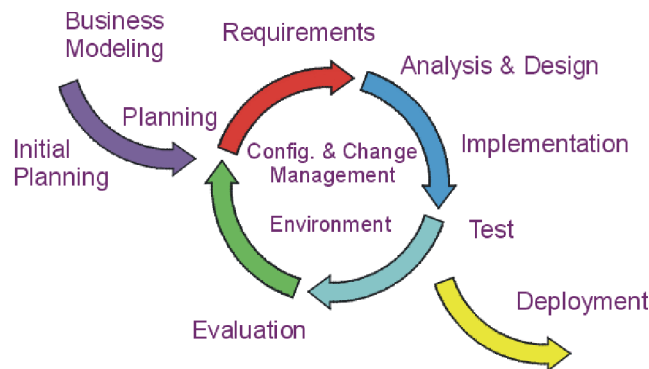 Business
Modeling
Requirements
Analysis & Design
Planning
Initial
Planning
Config. & Change
Management
Implementation
Environment
Test
Evaluation
Deployment